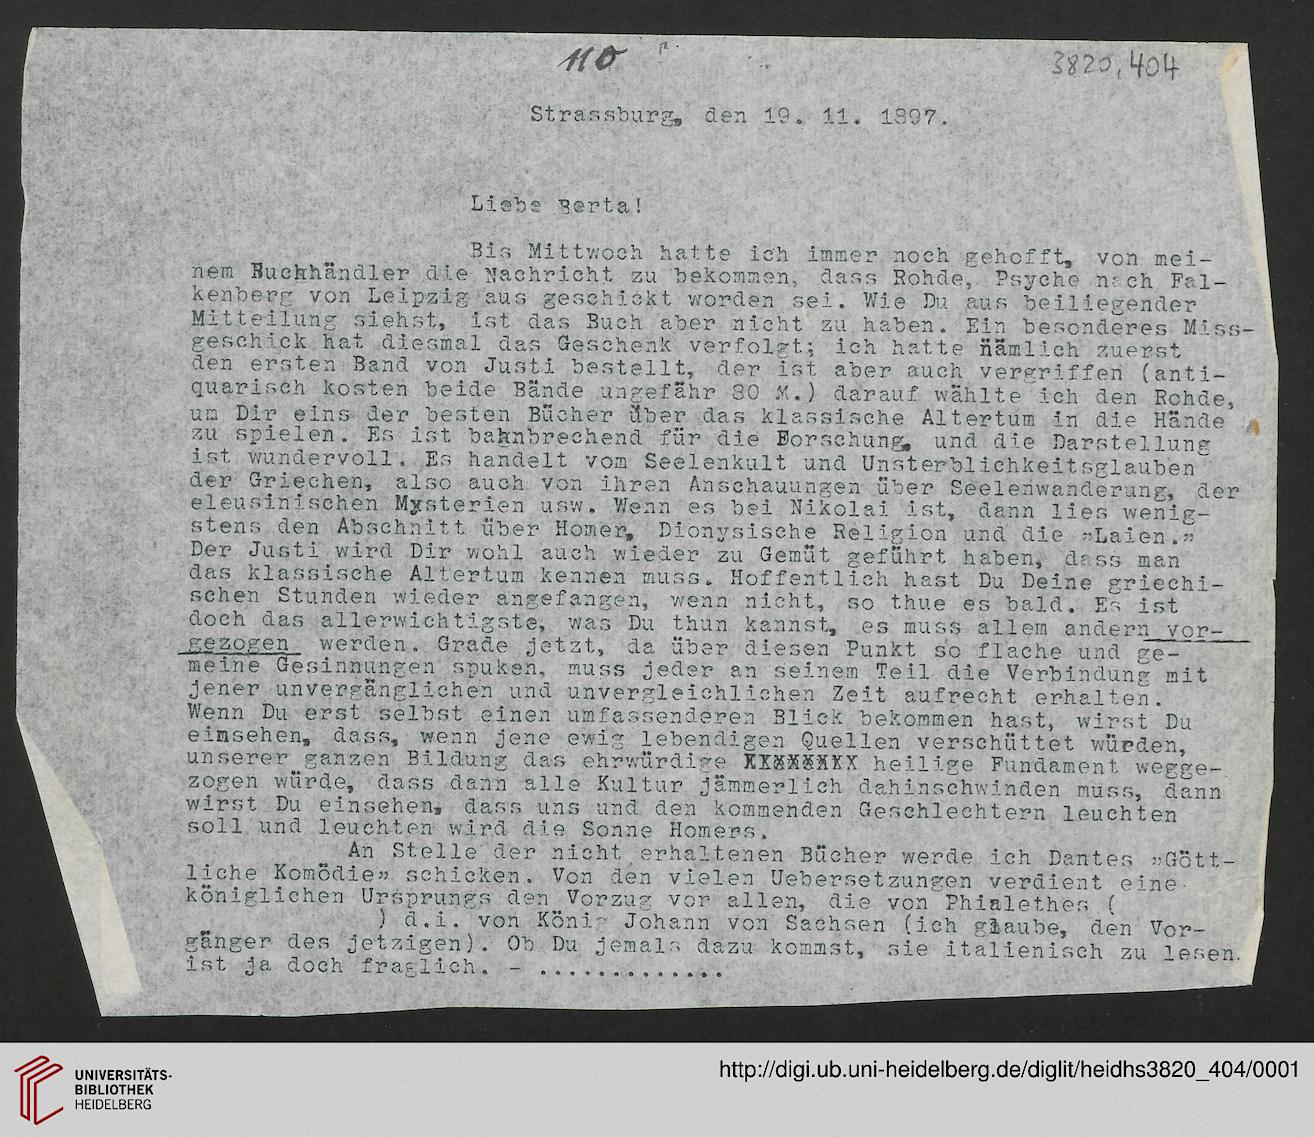 110
3820, 404
Strassburg, den 19. 11. 1897.
Liebe Berta!
Bis Mittwoch hatte ich immer noch gehofft, von mei-
nem Buchhändler die Nachricht zu bekommen, dass Rohde, Psyche nach Fal-
kenberg von Leipzig aus geschickt worden sei. Wie Du aus beiliegender
Mitteilung siehst, ist das Buch aber nicht zu haben. Ein besonderes Miss-
geschick hat diesmal das Geschenk verfolgt; ich hatte nämlich zuerst
den ersten Band von Justi bestellt, der ist aber auch vergriffen (anti-
quarisch kosten beide Bände ungefähr 80 M.) darauf wählte ich den Rohde,
um Dir eins der besten Bücher über das klassische Altertum in die Hände
zu spielen. Es ist bahnbrechend für die Forschung, und die Darstellung
ist wundervoll. Es handelt vom Seelenkult und Unsterblichkeitsglauben
der Griechen, also auch von ihren Anschauungen über Seelenwanderung, der
eleusinischen Mysterien usw. Wenn es bei Nikolai ist, dann lies wenig-
stens den Abschnitt über Homer, Dionysische Religion und die »Laien.»
Der Justi wird Dir wohl auch wieder zu Gemüt geführt haben, dass man
das klassische Altertum kennen muss. Hoffentlich hast Du Deine griechi-
schen Stunden wieder angefangen, wenn nicht, so thue es bald. Es ist
doch das allerwichtigste, was Du thun kannst, es muss allem andern vor-
gezogen werden. Grade jetzt, da über diesen Punkt so flache und ge-
meine Gesinnungen spuken, muss jeder an seinem Teil die Verbindung mit
jener unvergänglichen und unvergleichlichen Zeit aufrecht erhalten.
Wenn Du erst selbst einen umfassenderen Blick bekommen hast, wirst Du
einsehen, dass, wenn jene ewig lebendigen Quellen verschüttet würden,
unserer ganzen Bildung das ehrwürdige heilige Fundament wegge-
zogen würde, dass dann alle Kultur jämmerlich dahinschwinden muss, dann
wirst Du einsehen, dass uns und den kommenden Geschlechtern leuchten
soll und leuchten wird die Sonne Homers.
An Stelle der nicht erhaltenen Bücher werde ich Dantes »Gött-
liche Komödie» schicken. Von den vielen Uebersetzungen verdient eine
königlichen Ursprungs den Vorzug vor allen, die von Phialethes (
) d.i. von König Johann von Sachsen (ich glaube, den Vor-
gänger des jetzigen). Ob Du jemals dazu kommst, sie italienisch zu lesen.
ist ja doch fraglich. - .............
UNIVERSITÄTS-
BIBLIOTHEK
HEIDELBERG
http://digi.ub.uni-heidelberg.de/diglit/heidhs3820_404/0001